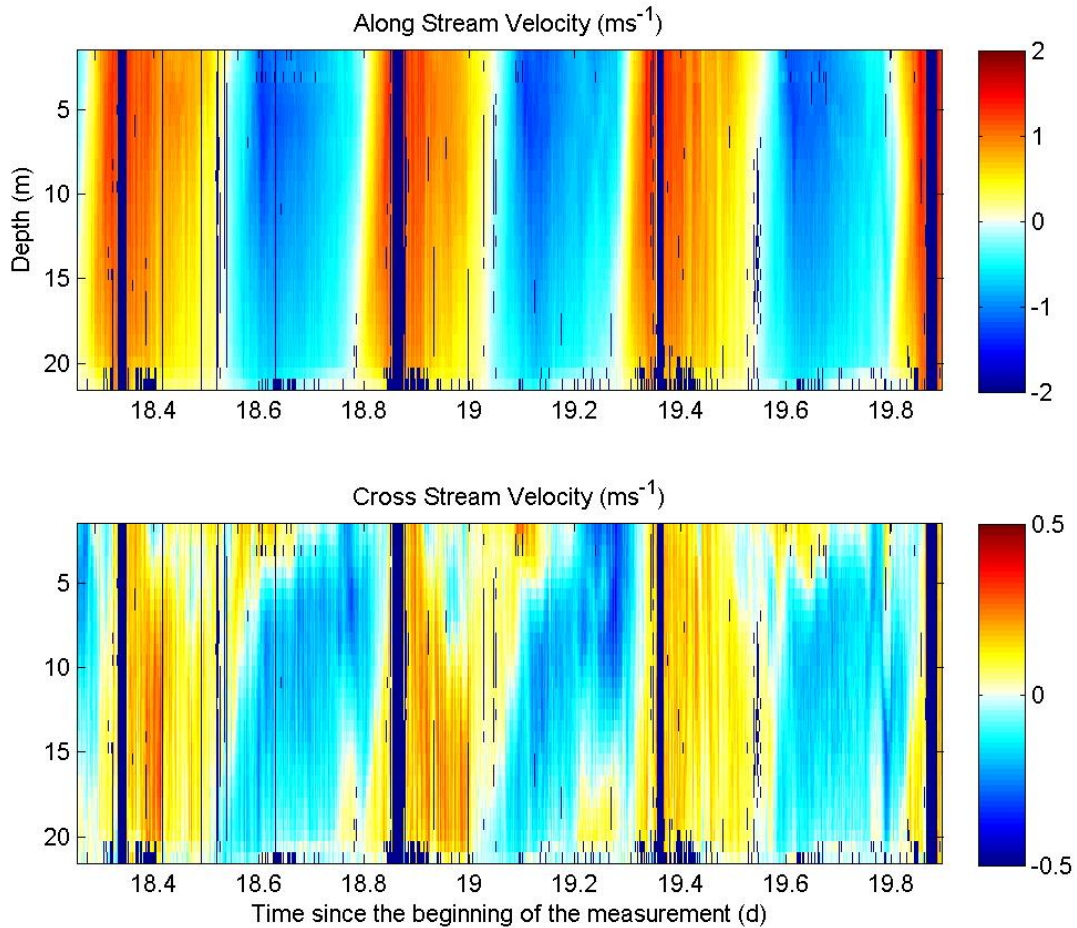 Along Stream Velocity (ms⁻¹)
Depth (m)
5
10
15
20
18.4 18.6 18.8 19 19.2 19.4 19.6 19.8
2
1
0
-1
-2
Cross Stream Velocity (ms⁻¹)
5
10
15
20
18.4 18.6 18.8 19 19.2 19.4 19.6 19.8
0.5
0
-0.5
Time since the beginning of the measurement (d)